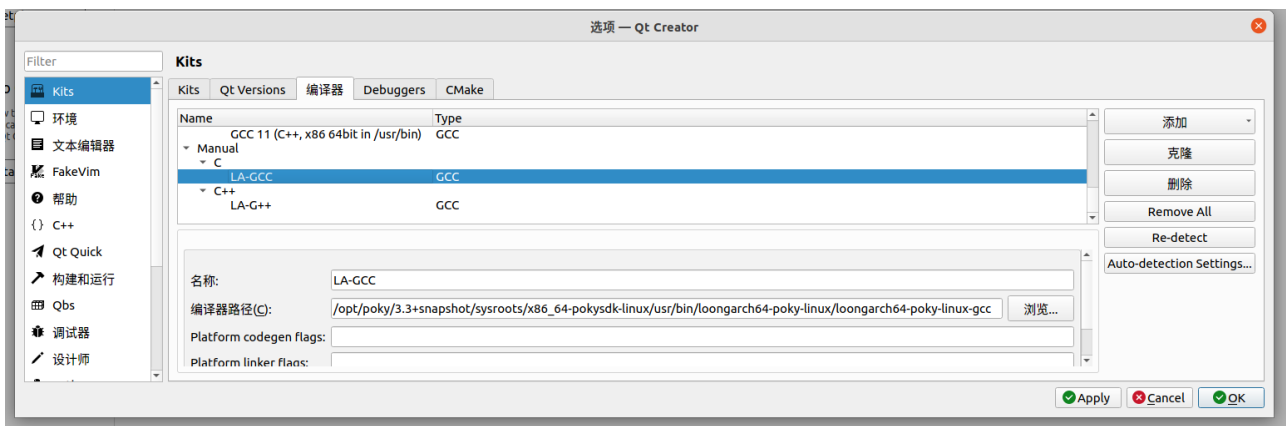 选项 — Qt Creator
Filter
Kits
环境
文本编辑器
FakeVim
帮助
{} C++
Qt Quick
构建和运行
Qbs
调试器
设计师
Kits
Kits Qt Versions 编译器 Debuggers CMake
Name Type
GCC 11 (C++, x86 64bit in /usr/bin) GCC
Manual
C
LA-GCC GCC
C++
LA-G++ GCC
名称: LA-GCC
编译器路径(C): /opt/poky/3.3+snapshot/sysroots/x86_64-pokysdk-linux/usr/bin/loongarch64-poky-linux/loongarch64-poky-linux-gcc 浏览...
Platform codegen flags:
Platform linker flags:
添加
克隆
删除
Remove All
Re-detect
Auto-detection Settings...
Apply Cancel OK